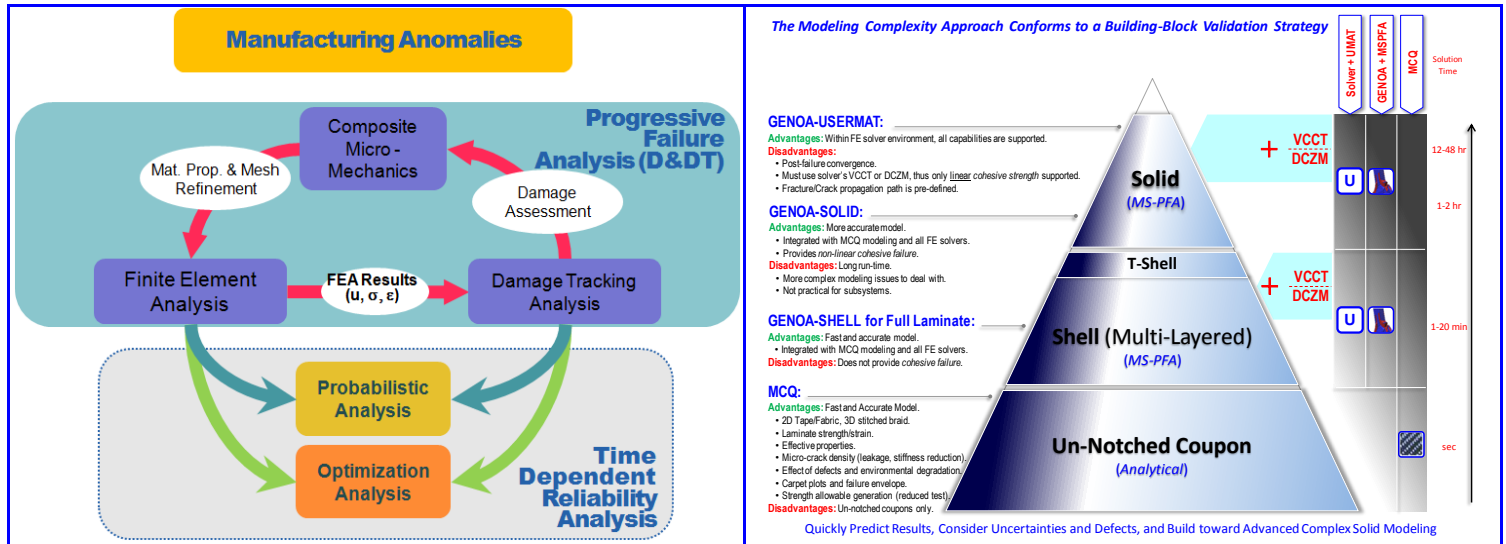 Manufacturing Anomalies
Progressive
Failure
Analysis (D&DT)
Composite
Micro -
Mechanics
Mat. Prop. & Mesh
Refinement
Damage
Assessment
Finite Element
Analysis
FEA Results
(u, σ, ε)
Damage Tracking
Analysis
Probabilistic
Analysis
Optimization
Analysis
Time
Dependent
Reliability
Analysis
The Modeling Complexity Approach Conforms to a Building-Block Validation Strategy
Solver + UMAT
GENOA + MSPFA
MCQ
Solution
Time
GENOA-USERMAT:
Advantages: Within FE solver environment, all capabilities are supported.
Disadvantages:
• Post-failure convergence.
• Must use solver's VCCT or DCZM, thus only linear cohesive strength supported.
• Fracture/Crack propagation path is pre-defined.
GENOA-SOLID:
Advantages: More accurate model.
• Integrated with MCQ modeling and all FE solvers.
• Provides non-linear cohesive failure.
Disadvantages: Long run-time.
• More complex modeling issues to deal with.
• Not practical for subsystems.
GENOA-SHELL for Full Laminate:
Advantages: Fast and accurate model.
• Integrated with MCQ modeling and all FE solvers.
Disadvantages: Does not provide cohesive failure.
MCQ:
Advantages: Fast and Accurate Model.
• 2D Tape/Fabric, 3D stitched braid.
• Laminate strength/strain.
• Effective properties.
• Micro-crack density (leakage, stiffness reduction).
• Effect of defects and environmental degradation.
• Carpet plots and failure envelope.
• Strength allowable generation (reduced test).
Disadvantages: Un-notched coupons only.
Solid
(MS-PFA)
T-Shell
Shell (Multi-Layered)
(MS-PFA)
Un-Notched Coupon
(Analytical)
+ VCCT
DCZM
+ VCCT
DCZM
U
U
12-48 hr
1-2 hr
1-20 min
sec
Quickly Predict Results, Consider Uncertainties and Defects, and Build toward Advanced Complex Solid Modeling